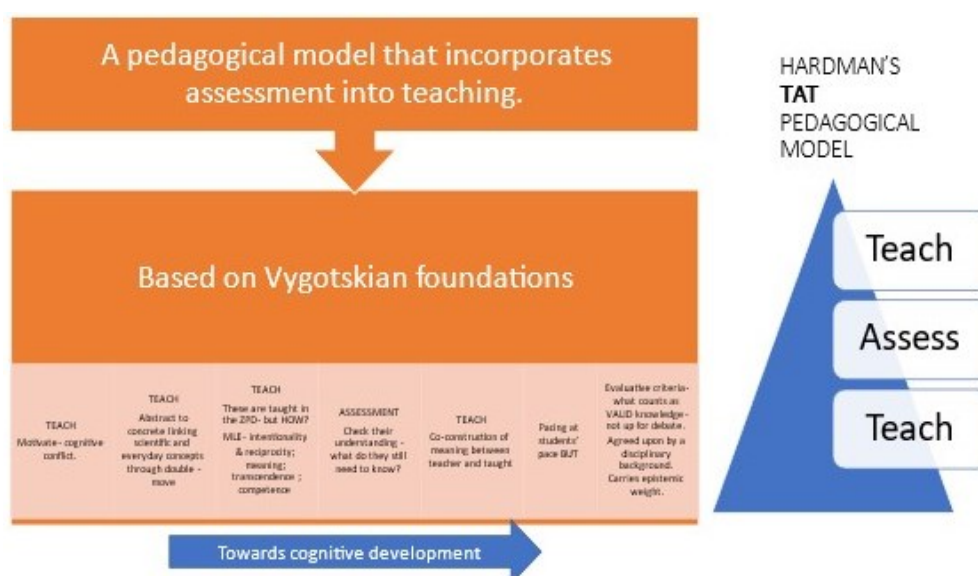 A pedagogical model that incorporates
assessment into teaching.
Based on Vygotskian foundations
TEACH
Motivate- cognitive
conflict.
TEACH
Abstract to
concrete linking
scientific and
everyday concepts
through double -
move
TEACH
These are taught in
the ZPD- but HOW?
MLE- intentionality
& reciprocity;
meaning;
transcendence ;
competence
ASSESSMENT
Check their
understanding -
what do they still
need to know?
TEACH
Co-construction of
meaning between
teacher and taught
Pacing at
students'
pace BUT
Evaluative criteria-
what counts as
VALID knowledge-
not up for debate.
Agreed upon by a
disciplinary
background.
Carries epistemic
weight.
Towards cognitive development
HARDMAN'S
TAT
PEDAGOGICAL
MODEL
Teach
Assess
Teach